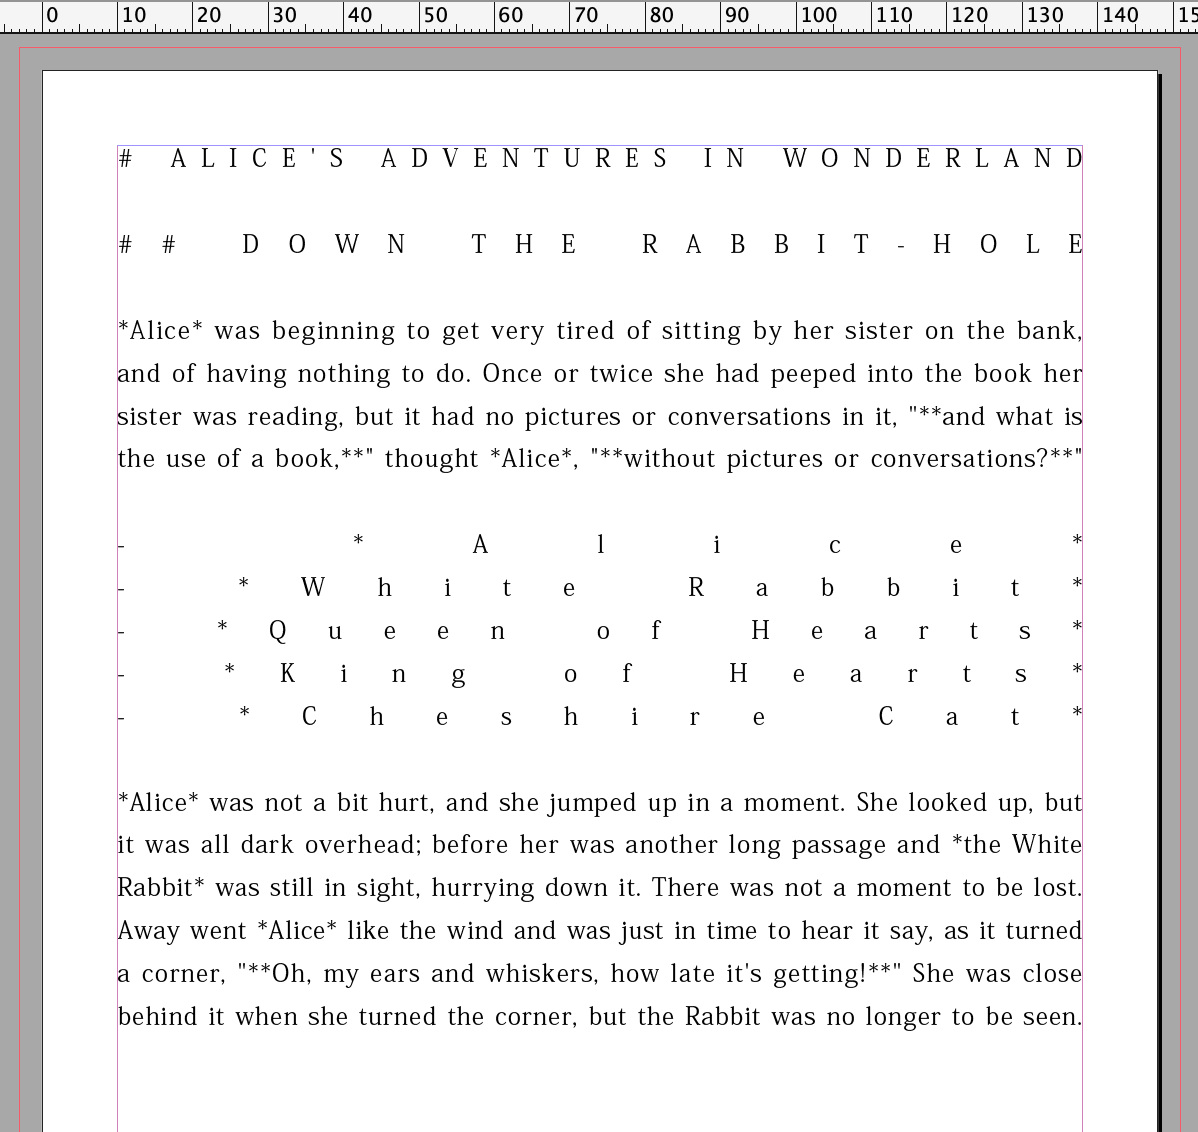 0 10 20 30 40 50 60 70 80 90 100 110 120 130 140 15
# ALICE'S ADVENTURES IN WONDERLAND
## DOWN THE RABBIT-HOLE
*Alice* was beginning to get very tired of sitting by her sister on the bank,
and of having nothing to do. Once or twice she had peeped into the book her
sister was reading, but it had no pictures or conversations in it, "**and what is
the use of a book,**" thought *Alice*, "**without pictures or conversations?**"
- *Alice*
- *White Rabbit*
- *Queen of Hearts*
- *King of Hearts*
- *Cheshire Cat*
*Alice* was not a bit hurt, and she jumped up in a moment. She looked up, but
it was all dark overhead; before her was another long passage and *the White
Rabbit* was still in sight, hurrying down it. There was not a moment to be lost.
Away went *Alice* like the wind and was just in time to hear it say, as it turned
a corner, "**Oh, my ears and whiskers, how late it's getting!**" She was close
behind it when she turned the corner, but the Rabbit was no longer to be seen.